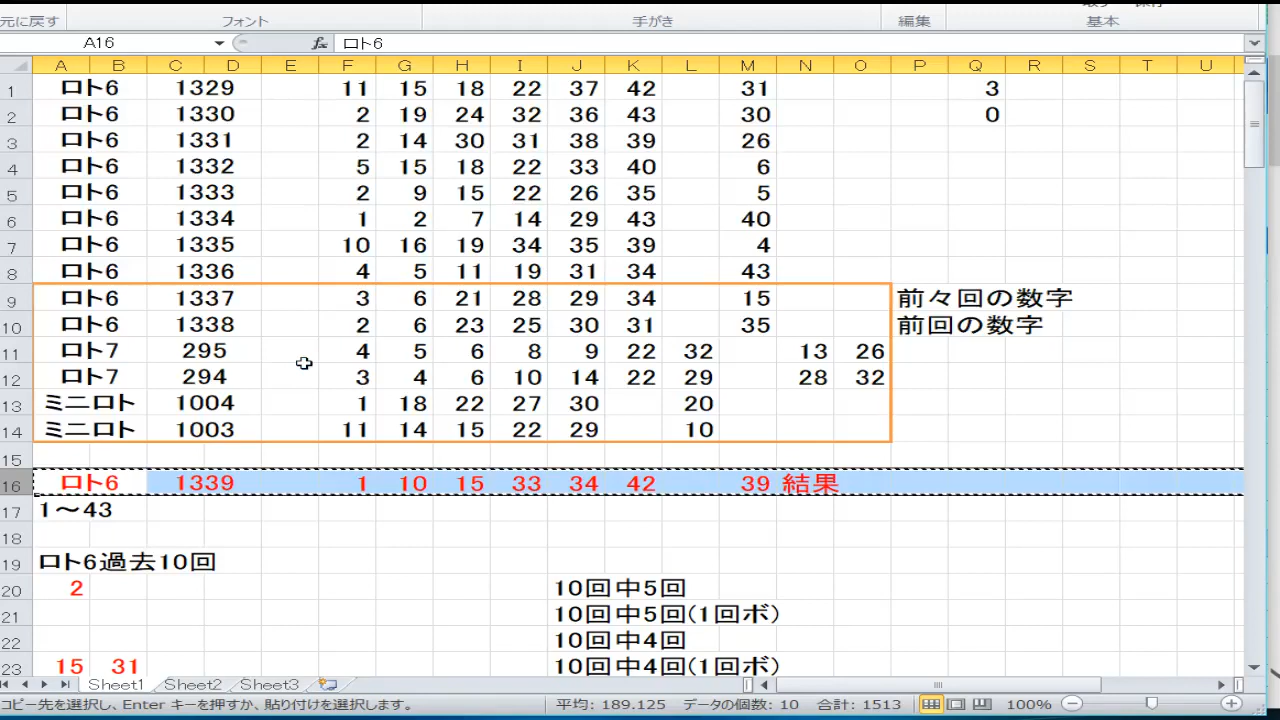 元に戻す フォント 手がき 編集 基本
A16 fx ロト6
A B C D E F G H I J K L M N O P Q R S T U
1 ロト6 1329 11 15 18 22 37 42 31 3
2 ロト6 1330 2 19 24 32 36 43 30 0
3 ロト6 1331 2 14 30 31 38 39 26
4 ロト6 1332 5 15 18 22 33 40 6
5 ロト6 1333 2 9 15 22 26 35 5
6 ロト6 1334 1 2 7 14 29 43 40
7 ロト6 1335 10 16 19 34 35 39 4
8 ロト6 1336 4 5 11 19 31 34 43
9 ロト6 1337 3 6 21 28 29 34 15 前々回の数字
10 ロト6 1338 2 6 23 25 30 31 35 前回の数字
11 ロト7 295 4 5 6 8 9 22 32 13 26
12 ロト7 294 3 4 6 10 14 22 29 28 32
13 ミニロト 1004 1 18 22 27 30 20
14 ミニロト 1003 11 14 15 22 29 10
15
16 ロト6 1339 1 10 15 33 34 42 39 結果
17 1～43
18
19 ロト6過去10回
20 2 10回中5回
21 10回中5回(1回ボ)
22 10回中4回
23 15 31 10回中4回(1回ボ)
Sheet1 Sheet2 Sheet3
コピー先を選択し、Enter キーを押すか、貼り付けを選択します。 平均: 189.125 データの個数: 10 合計: 1513 100%